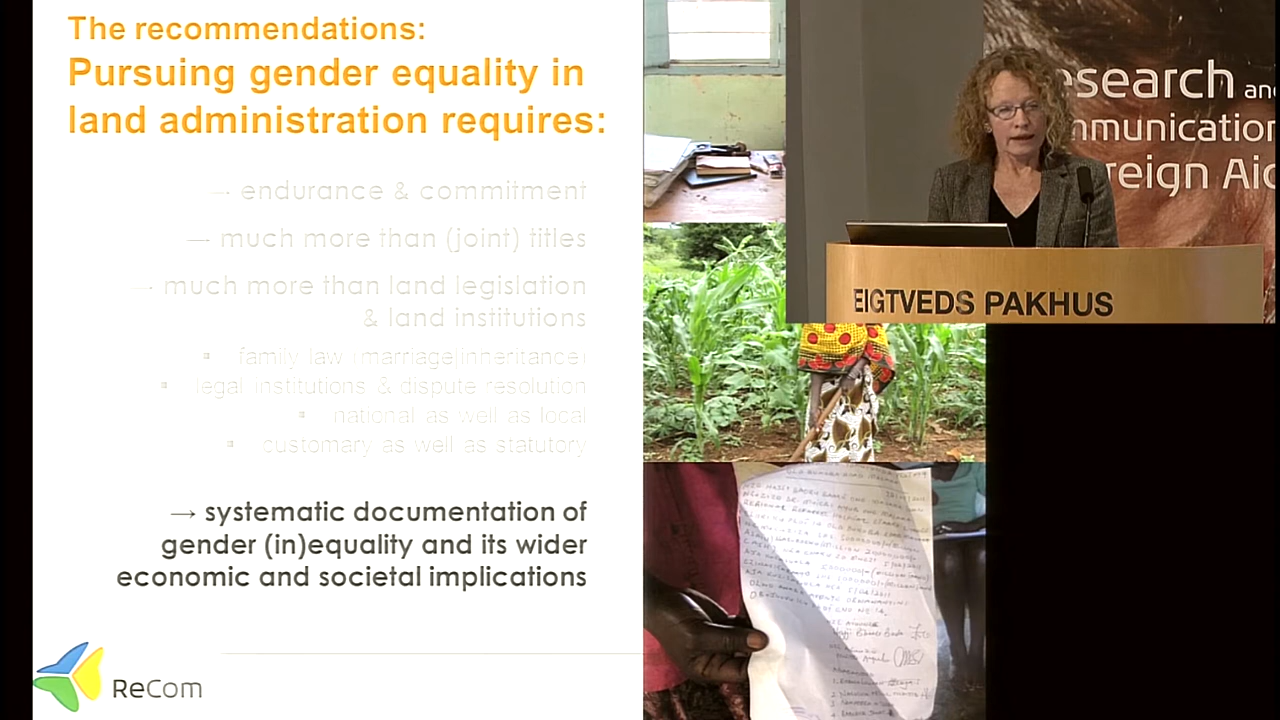 The recommendations:
Pursuing gender equality in
land administration requires:
→ endurance & commitment
→ much more than (joint) titles
→ much more than land legislation
& land institutions
▪ family law (marriage|inheritance)
▪ legal institutions & dispute resolution
▪ national as well as local
▪ customary as well as statutory
→ systematic documentation of
gender (in)equality and its wider
economic and societal implications
ReCom
esearch and
mmunication
reign Aid
EIGTVEDS PAKHUS